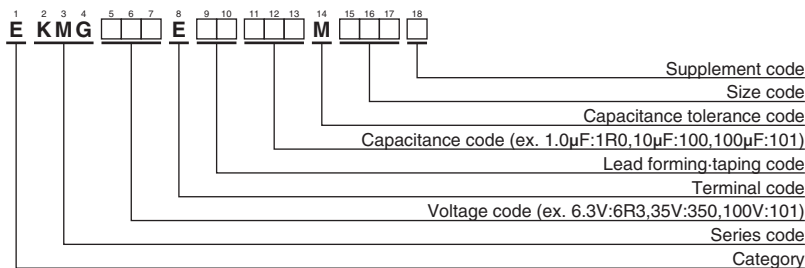 1 2 3 4 5 6 7 8 9 10 11 12 13 14 15 16 17 18
E KMG E M
Supplement code
Size code
Capacitance tolerance code
Capacitance code (ex. 1.0µF:1R0,10µF:100,100µF:101)
Lead forming·taping code
Terminal code
Voltage code (ex. 6.3V:6R3,35V:350,100V:101)
Series code
Category